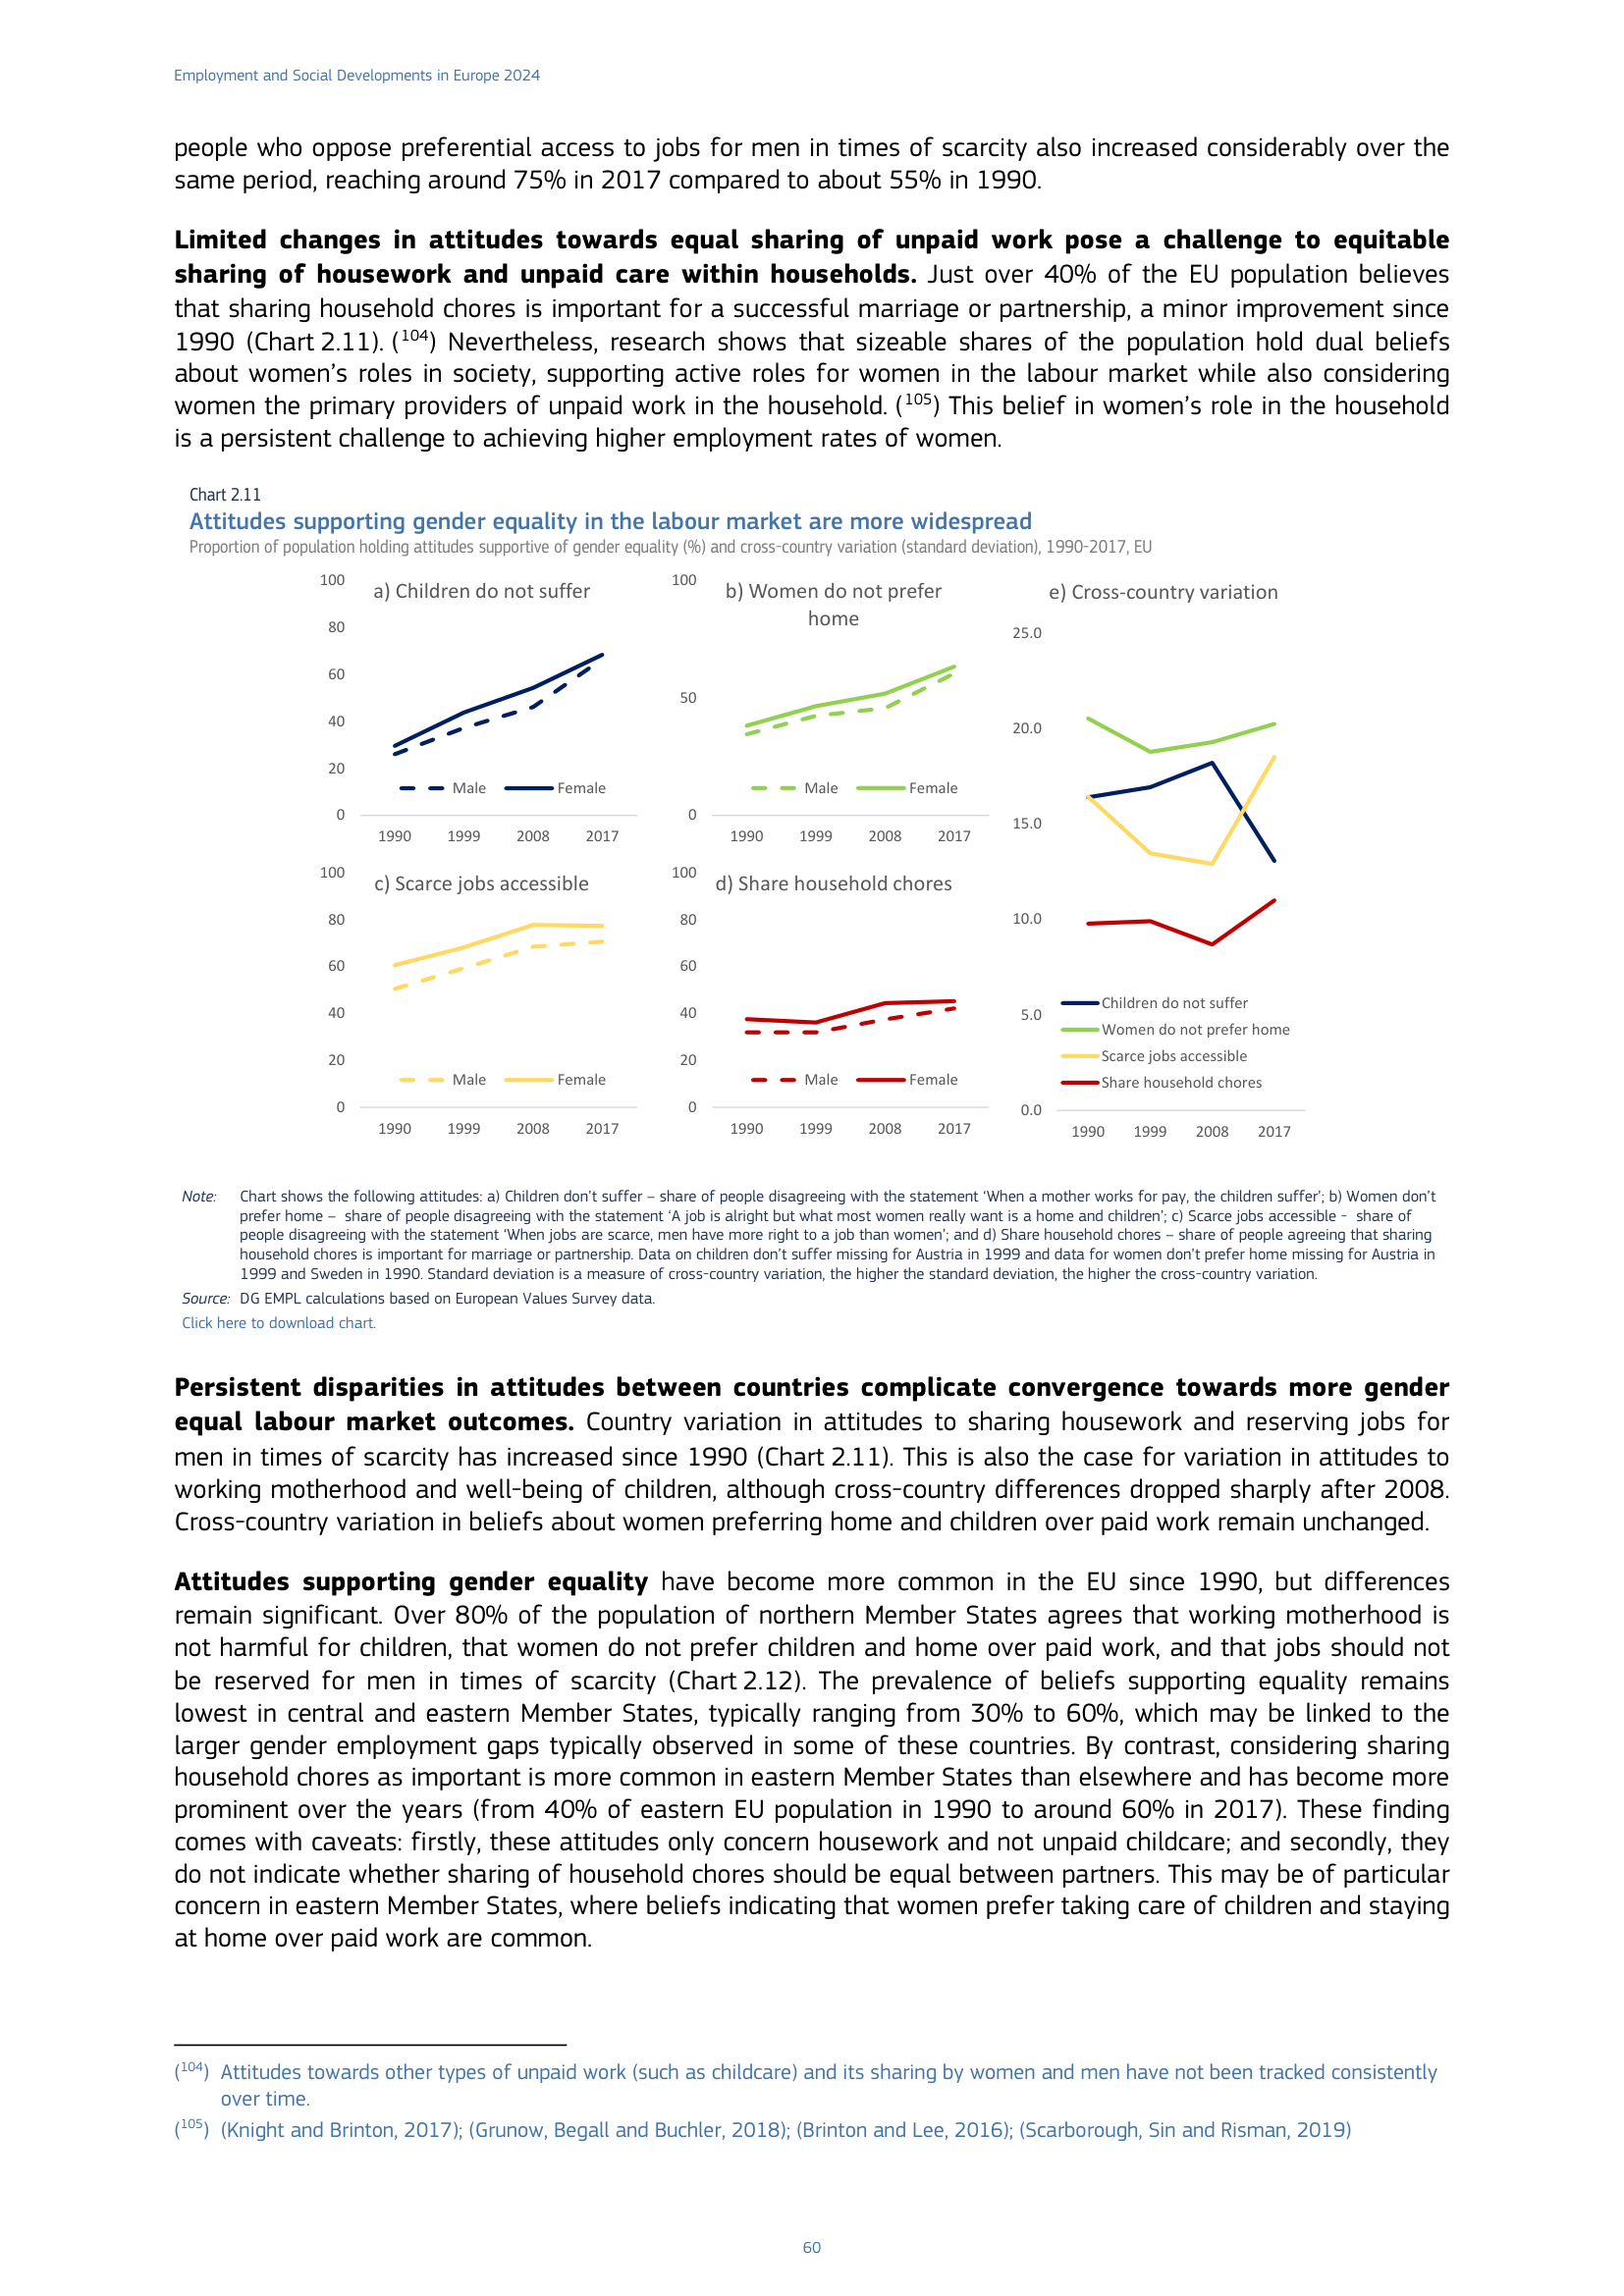 Employment and Social Developments in Europe 2024
people who oppose preferential access to jobs for men in times of scarcity also increased considerably over the
same period, reaching around 75% in 2017 compared to about 55% in 1990.
Limited changes in attitudes towards equal sharing of unpaid work pose a challenge to equitable
sharing of housework and unpaid care within households. Just over 40% of the EU population believes
that sharing household chores is important for a successful marriage or partnership, a minor improvement since
1990 (Chart 2.11). (104) Nevertheless, research shows that sizeable shares of the population hold dual beliefs
about women's roles in society, supporting active roles for women in the labour market while also considering
women the primary providers of unpaid work in the household. (105) This belief in women's role in the household
is a persistent challenge to achieving higher employment rates of women.
Chart 2.11
Attitudes supporting gender equality in the labour market are more widespread
Proportion of population holding attitudes supportive of gender equality (%) and cross-country variation (standard deviation), 1990-2017, EU
a) Children do not suffer
100
80
60
40
20
0
Male Female
1990 1999 2008 2017
b) Women do not prefer
home
100
50
0
Male Female
1990 1999 2008 2017
c) Scarce jobs accessible
100
80
60
40
20
0
Male Female
1990 1999 2008 2017
d) Share household chores
100
80
60
40
20
0
Male Female
1990 1999 2008 2017
e) Cross-country variation
25.0
20.0
15.0
10.0
5.0
0.0
Children do not suffer
Women do not prefer home
Scarce jobs accessible
Share household chores
1990 1999 2008 2017
Note: Chart shows the following attitudes: a) Children don't suffer – share of people disagreeing with the statement 'When a mother works for pay, the children suffer'; b) Women don't
prefer home – share of people disagreeing with the statement 'A job is alright but what most women really want is a home and children'; c) Scarce jobs accessible - share of
people disagreeing with the statement 'When jobs are scarce, men have more right to a job than women'; and d) Share household chores – share of people agreeing that sharing
household chores is important for marriage or partnership. Data on children don't suffer missing for Austria in 1999 and data for women don't prefer home missing for Austria in
1999 and Sweden in 1990. Standard deviation is a measure of cross-country variation, the higher the standard deviation, the higher the cross-country variation.
Source: DG EMPL calculations based on European Values Survey data.
Click here to download chart.
Persistent disparities in attitudes between countries complicate convergence towards more gender
equal labour market outcomes. Country variation in attitudes to sharing housework and reserving jobs for
men in times of scarcity has increased since 1990 (Chart 2.11). This is also the case for variation in attitudes to
working motherhood and well-being of children, although cross-country differences dropped sharply after 2008.
Cross-country variation in beliefs about women preferring home and children over paid work remain unchanged.
Attitudes supporting gender equality have become more common in the EU since 1990, but differences
remain significant. Over 80% of the population of northern Member States agrees that working motherhood is
not harmful for children, that women do not prefer children and home over paid work, and that jobs should not
be reserved for men in times of scarcity (Chart 2.12). The prevalence of beliefs supporting equality remains
lowest in central and eastern Member States, typically ranging from 30% to 60%, which may be linked to the
larger gender employment gaps typically observed in some of these countries. By contrast, considering sharing
household chores as important is more common in eastern Member States than elsewhere and has become more
prominent over the years (from 40% of eastern EU population in 1990 to around 60% in 2017). These finding
comes with caveats: firstly, these attitudes only concern housework and not unpaid childcare; and secondly, they
do not indicate whether sharing of household chores should be equal between partners. This may be of particular
concern in eastern Member States, where beliefs indicating that women prefer taking care of children and staying
at home over paid work are common.
(104) Attitudes towards other types of unpaid work (such as childcare) and its sharing by women and men have not been tracked consistently
over time.
(105) (Knight and Brinton, 2017); (Grunow, Begall and Buchler, 2018); (Brinton and Lee, 2016); (Scarborough, Sin and Risman, 2019)
60